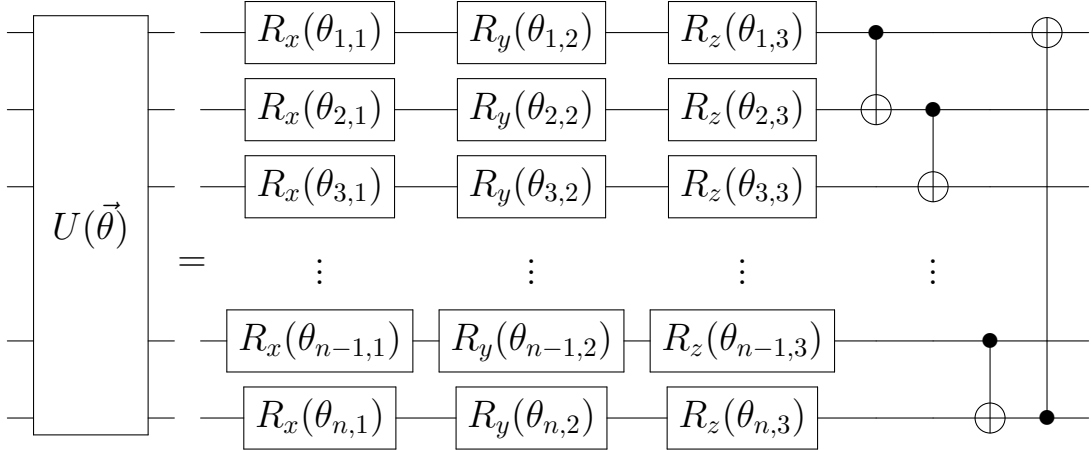 R_x(θ_{1,1}) R_y(θ_{1,2}) R_z(θ_{1,3})
R_x(θ_{2,1}) R_y(θ_{2,2}) R_z(θ_{2,3})
R_x(θ_{3,1}) R_y(θ_{3,2}) R_z(θ_{3,3})
U(\vec{θ}) = ⋮ ⋮ ⋮ ⋮
R_x(θ_{n-1,1}) R_y(θ_{n-1,2}) R_z(θ_{n-1,3})
R_x(θ_{n,1}) R_y(θ_{n,2}) R_z(θ_{n,3})